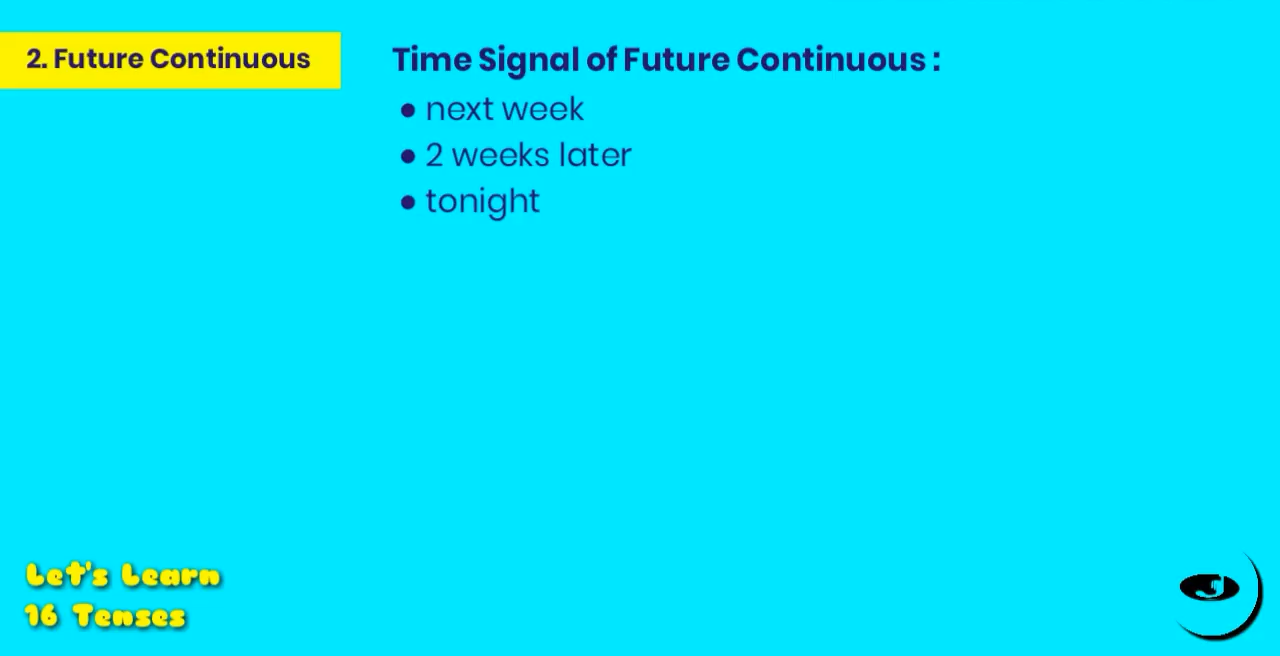 2. Future Continuous
Time Signal of Future Continuous :
● next week
● 2 weeks later
● tonight
Let's Learn
16 Tenses